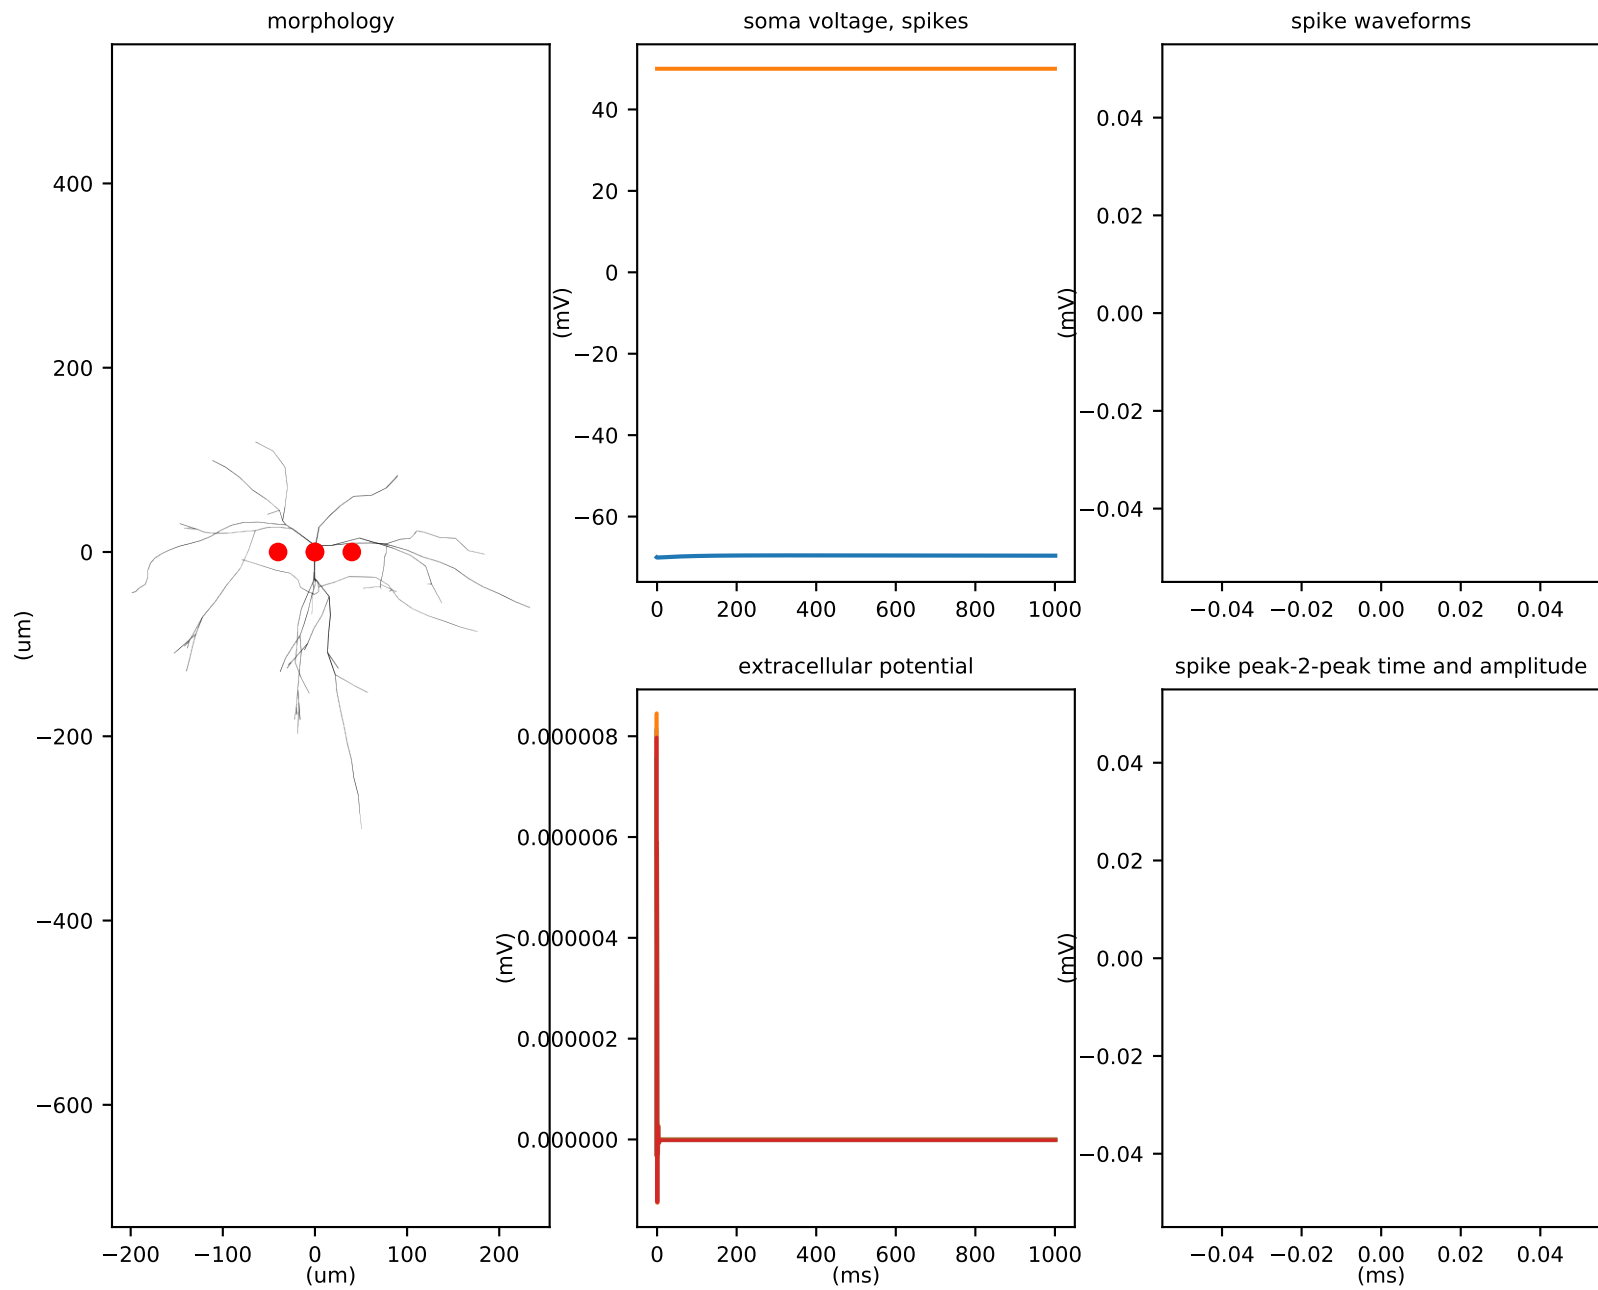 morphology
400
200
0
−200
−400
−600
(um)
−200 −100 0 100 200
(um)
soma voltage, spikes
40
20
0
−20
−40
−60
(mV)
0 200 400 600 800 1000
spike waveforms
0.04
0.02
0.00
−0.02
−0.04
(mV)
−0.04 −0.02 0.00 0.02 0.04
extracellular potential
0.000008
0.000006
0.000004
0.000002
0.000000
(mV)
0 200 400 600 800 1000
(ms)
spike peak-2-peak time and amplitude
0.04
0.02
0.00
−0.02
−0.04
(mV)
−0.04 −0.02 0.00 0.02 0.04
(ms)